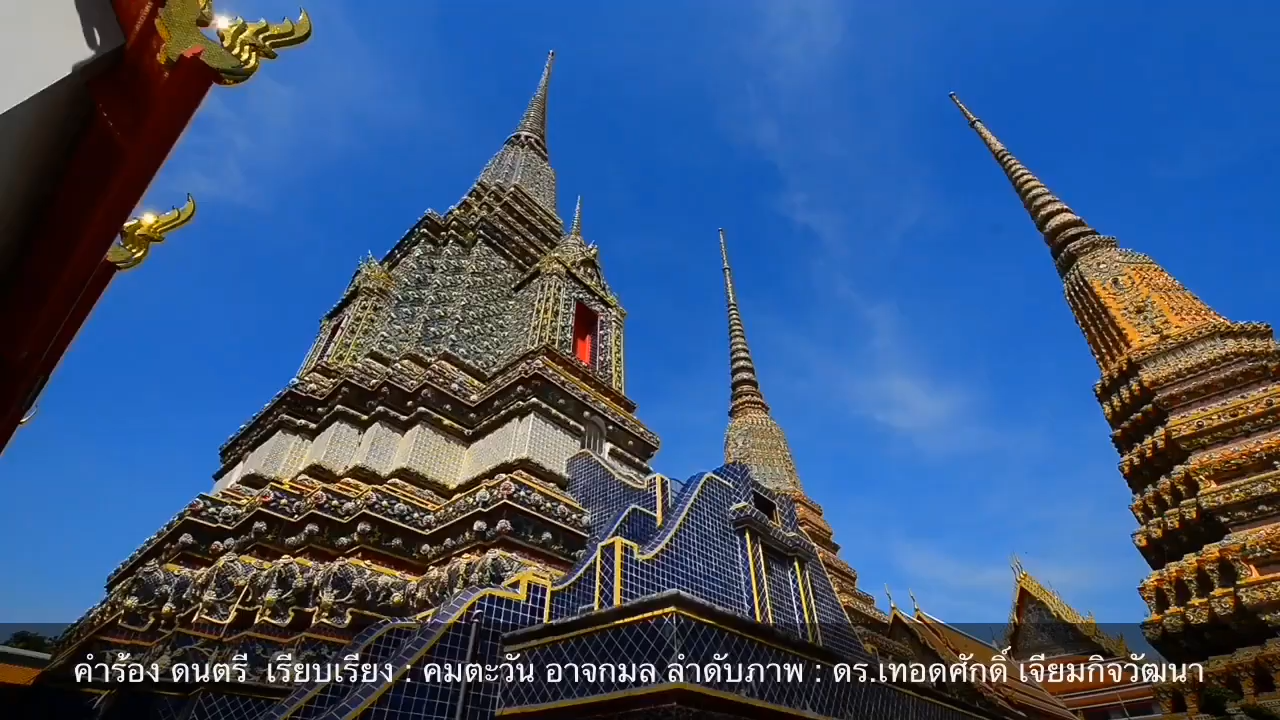 คำร้อง ดนตรี เรียบเรียง : คมตะวัน อาจกมล ลำดับภาพ : ดร.เทอดศักดิ์ เจียมกิจวัฒนา